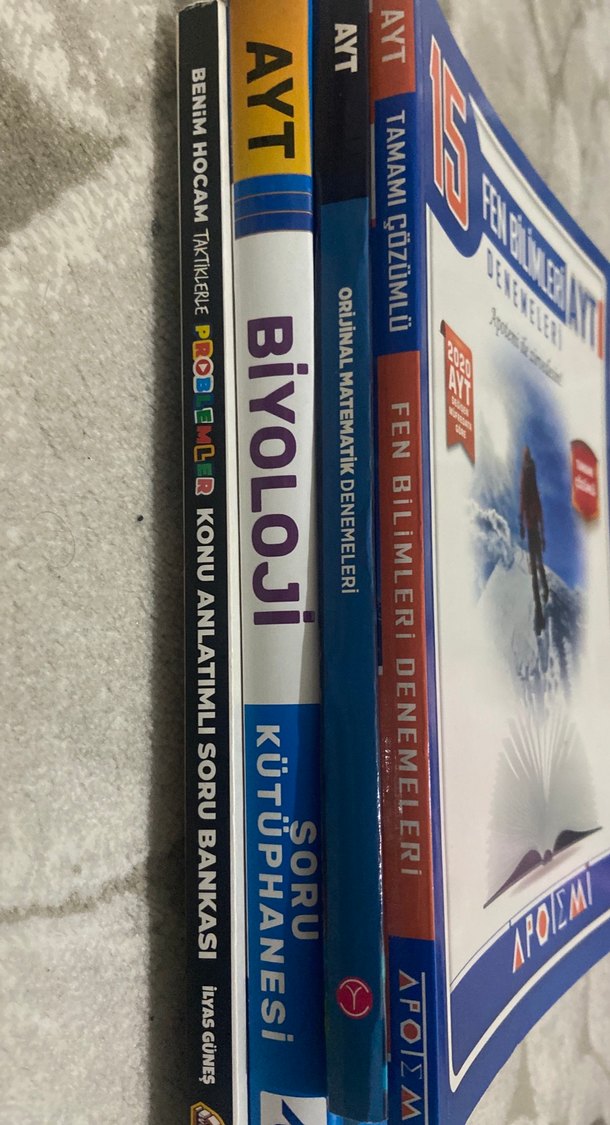 BENİM HOCAM TAKTİKLERLE PROBLEMLER KONU ANLATIMLI SORU BANKASI İLYAS GÜNEŞ
AYT
BİYOLOJİ
SORU
KÜTÜPHANESİ
AYT
ORİJİNAL MATEMATİK DENEMELERİ
AYT
TAMAMI ÇÖZÜMLÜ
FEN BİLİMLERİ DENEMELERİ
APOTEMİ
15
FEN BİLİMLERİ
AYT
DENEMELERİ
2020
AYT
TAMAMI
ÇÖZÜMLÜ
APOTEMİ